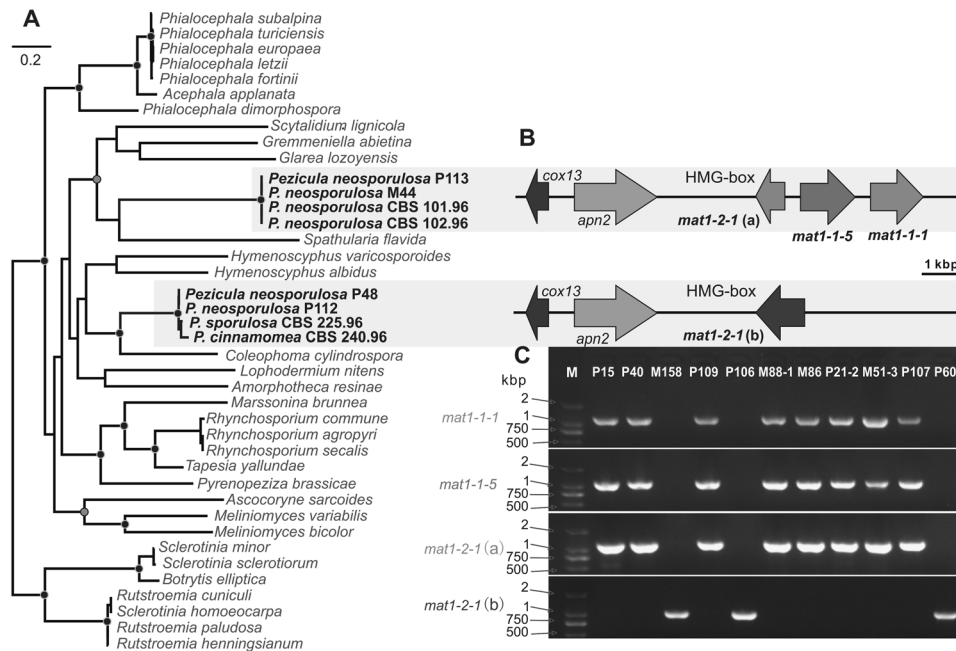 A
0.2
Phialocephala subalpina
Phialocephala turiciensis
Phialocephala europaea
Phialocephala letzii
Phialocephala fortinii
Acephala applanata
Phialocephala dimorphospora
Scytalidium lignicola
Gremmeniella abietina
Glarea lozoyensis
Pezicula neosporulosa P113
P. neosporulosa M44
P. neosporulosa CBS 101.96
P. neosporulosa CBS 102.96
Spathularia flavida
Hymenoscyphus varicosporoides
Hymenoscyphus albidus
Pezicula neosporulosa P48
P. neosporulosa P112
P. sporulosa CBS 225.96
P. cinnamomea CBS 240.96
Coleophoma cylindrospora
Lophodermium nitens
Amorphotheca resinae
Marssonina brunnea
Rhynchosporium commune
Rhynchosporium agropyri
Rhynchosporium secalis
Tapesia yallundae
Pyrenopeziza brassicae
Ascocoryne sarcoides
Meliniomyces variabilis
Meliniomyces bicolor
Sclerotinia minor
Sclerotinia sclerotiorum
Botrytis elliptica
Rutstroemia cuniculi
Sclerotinia homoeocarpa
Rutstroemia paludosa
Rutstroemia henningsianum
B
cox13 HMG-box
apn2 mat1-2-1 (a) mat1-1-5 mat1-1-1
1 kbp
cox13 HMG-box
apn2 mat1-2-1 (b)
C
kbp M P15 P40 M158 P109 P106 M88-1 M86 P21-2 M51-3 P107 P60
2
mat1-1-1 1
750
500
2
mat1-1-5 1
750
500
2
mat1-2-1 (a) 1
750
500
2
mat1-2-1 (b) 1
750
500